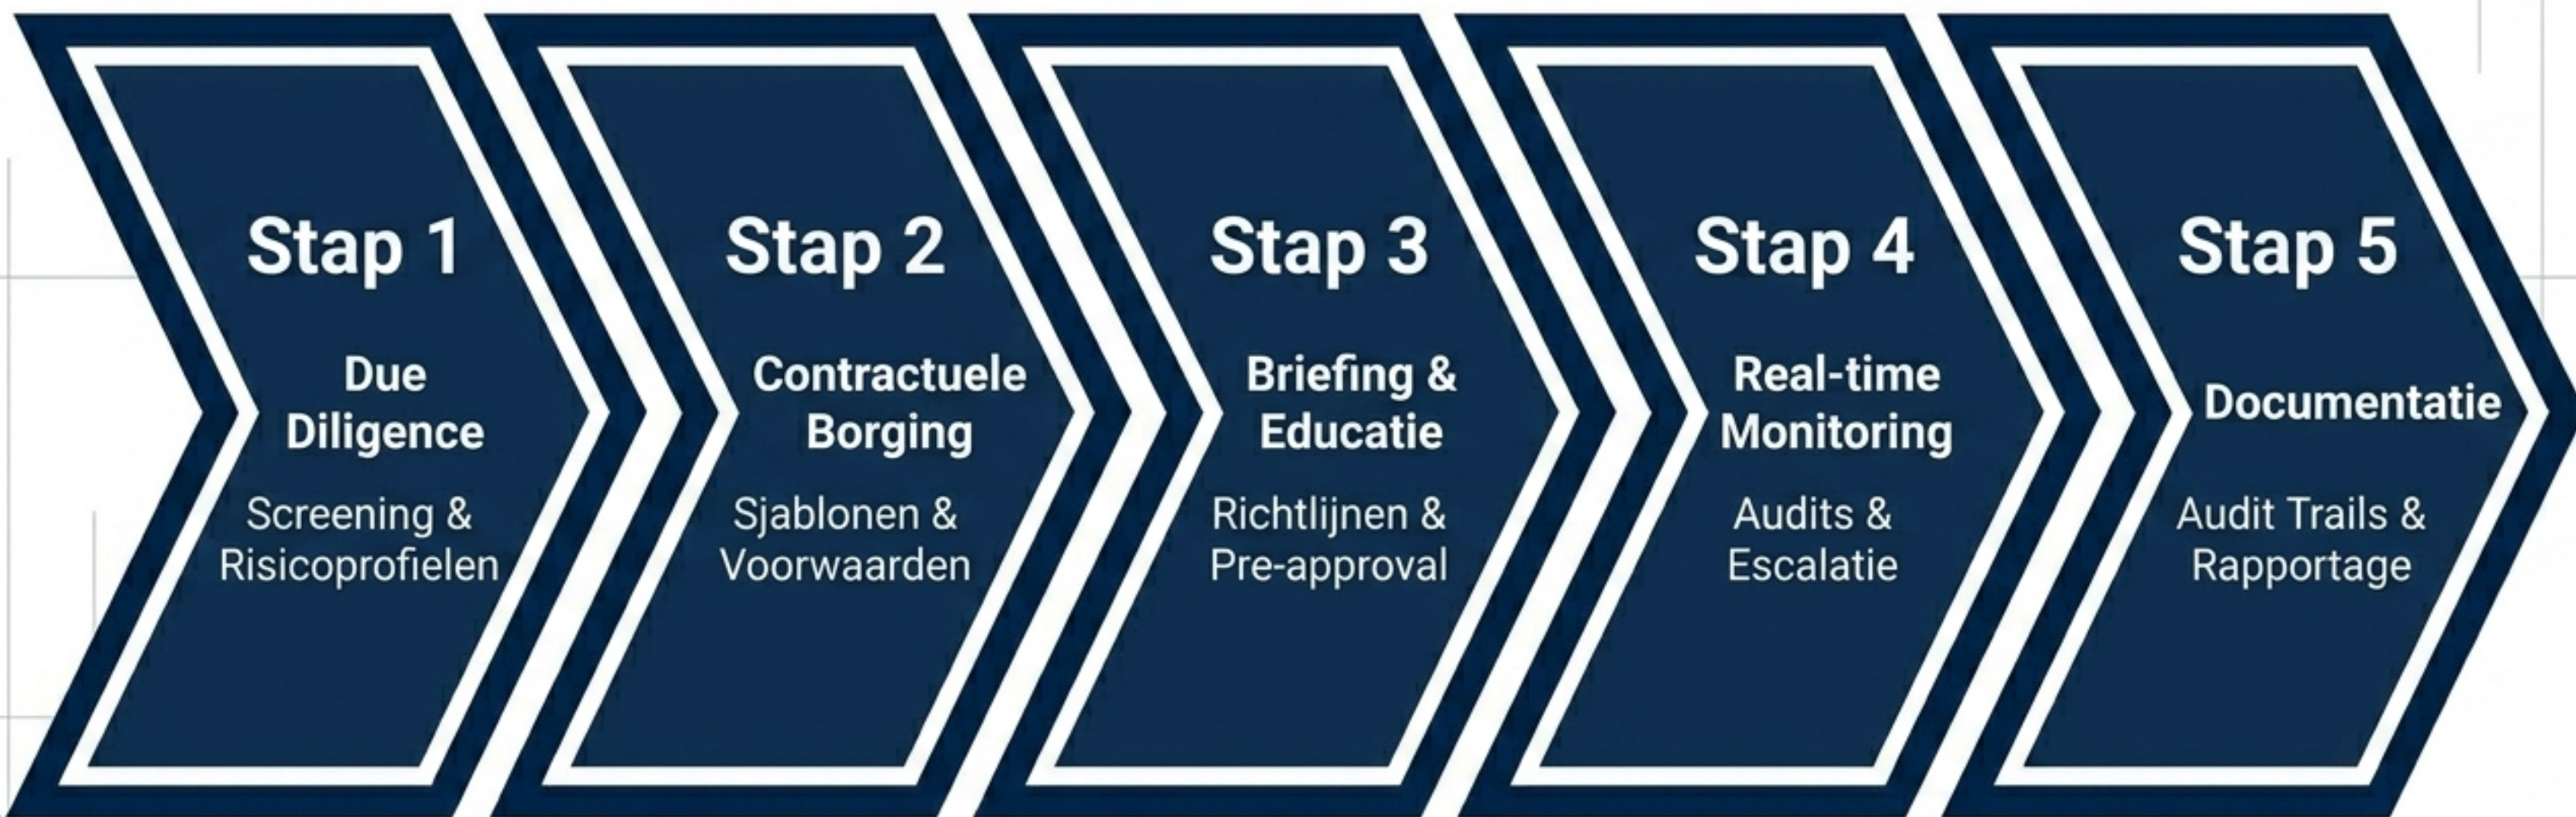 Stap 1
Due
Diligence
Screening &
Risicoprofielen
Stap 2
Contractuele
Borging
Sjablonen &
Voorwaarden
Stap 3
Briefing &
Educatie
Richtlijnen &
Pre-approval
Stap 4
Real-time
Monitoring
Audits &
Escalatie
Stap 5
Documentatie
Audit Trails &
Rapportage